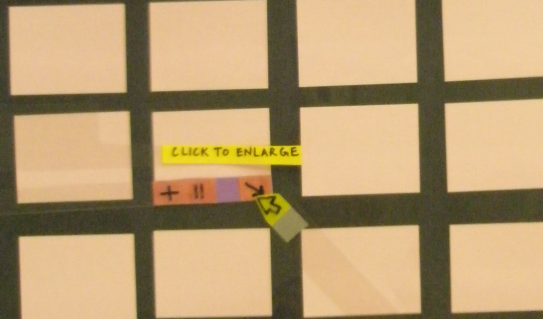 CLICK TO ENLARGE
+ =